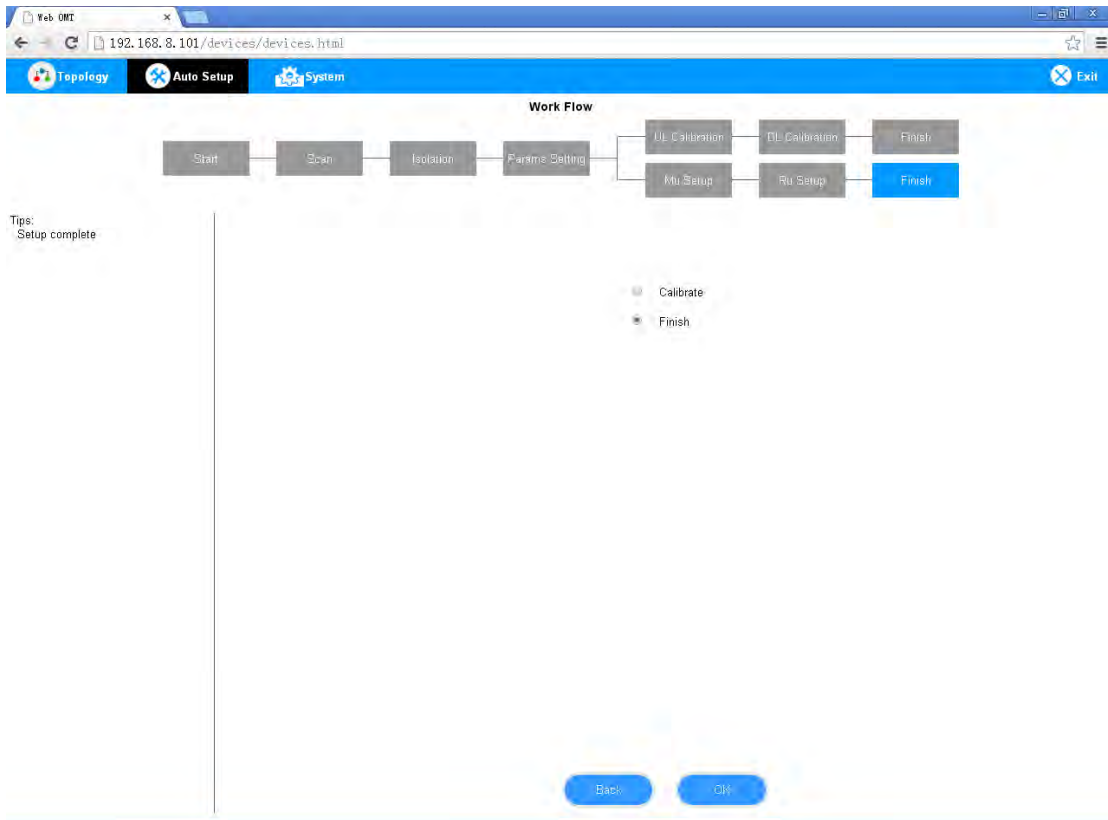 Web OMT
192.168.8.101/devices/devices.html
Topology Auto Setup System Exit
Work Flow
UL Calibration DL Calibration Finish
Start Scan Isolation Params Setting
Mu Setup Ru Setup Finish
Tips:
Setup complete
Calibrate
Finish
Back OK